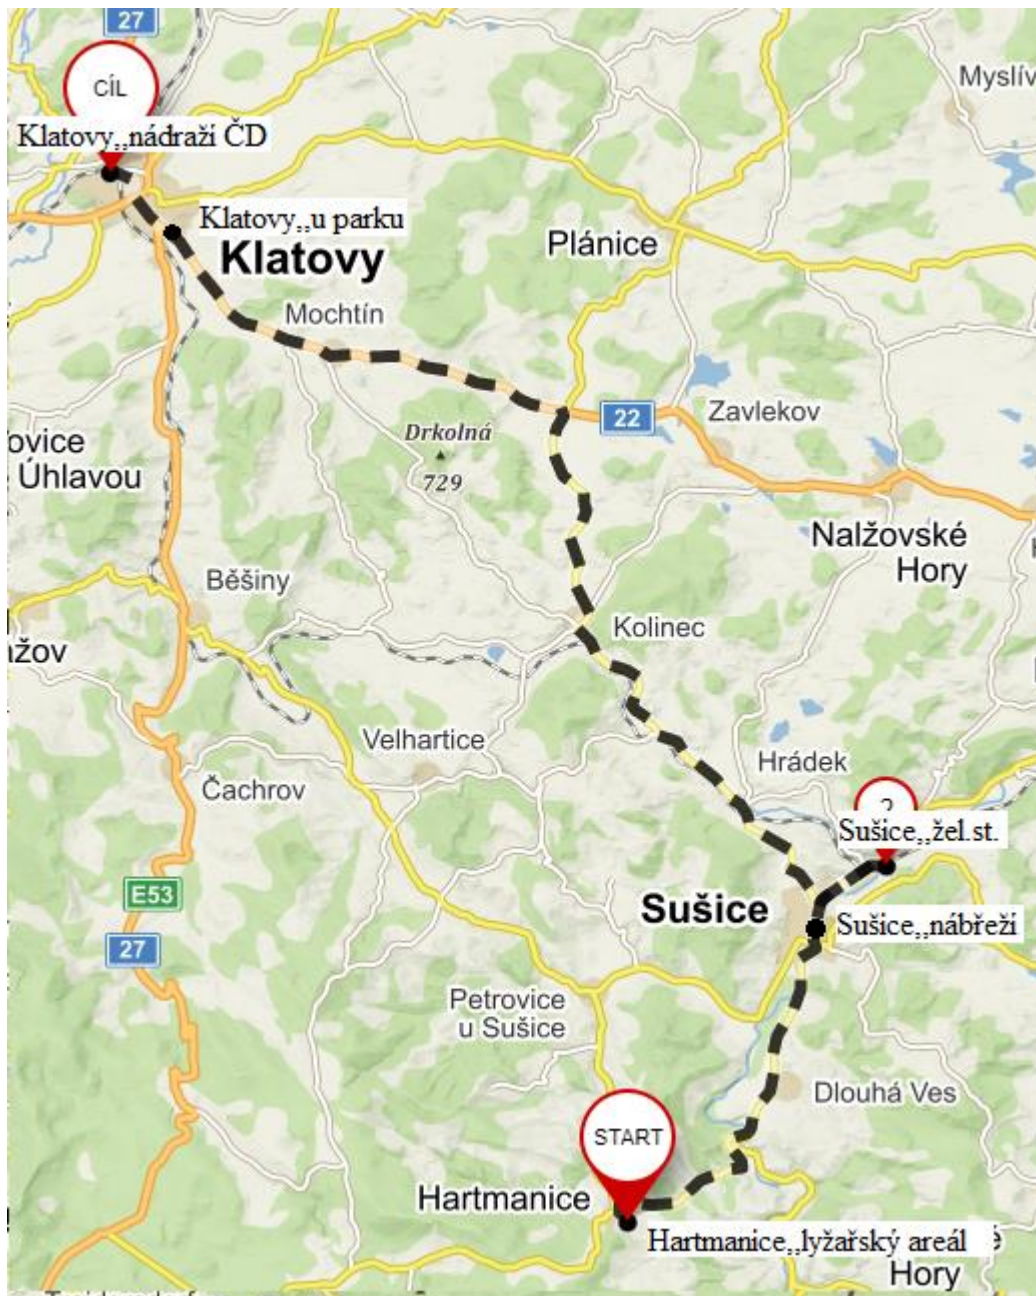 27
CÍL
Myslív
Klatovy,,nádraží ČD
Klatovy,,u parku
Plánice
Klatovy
Mochtín
22
Zavlekov
Drkolná
729
ovice
Úhlavou
Nalžovské
Hory
Běšiny
Kolinec
žov
Velhartice
Hrádek
Čachrov
Sušice,,žel.st.
E53
Sušice
Sušice,,nábřeží
27
Petrovice
u Sušice
Dlouhá Ves
START
Hartmanice
Hartmanice,,lyžařský areál
é
Hory